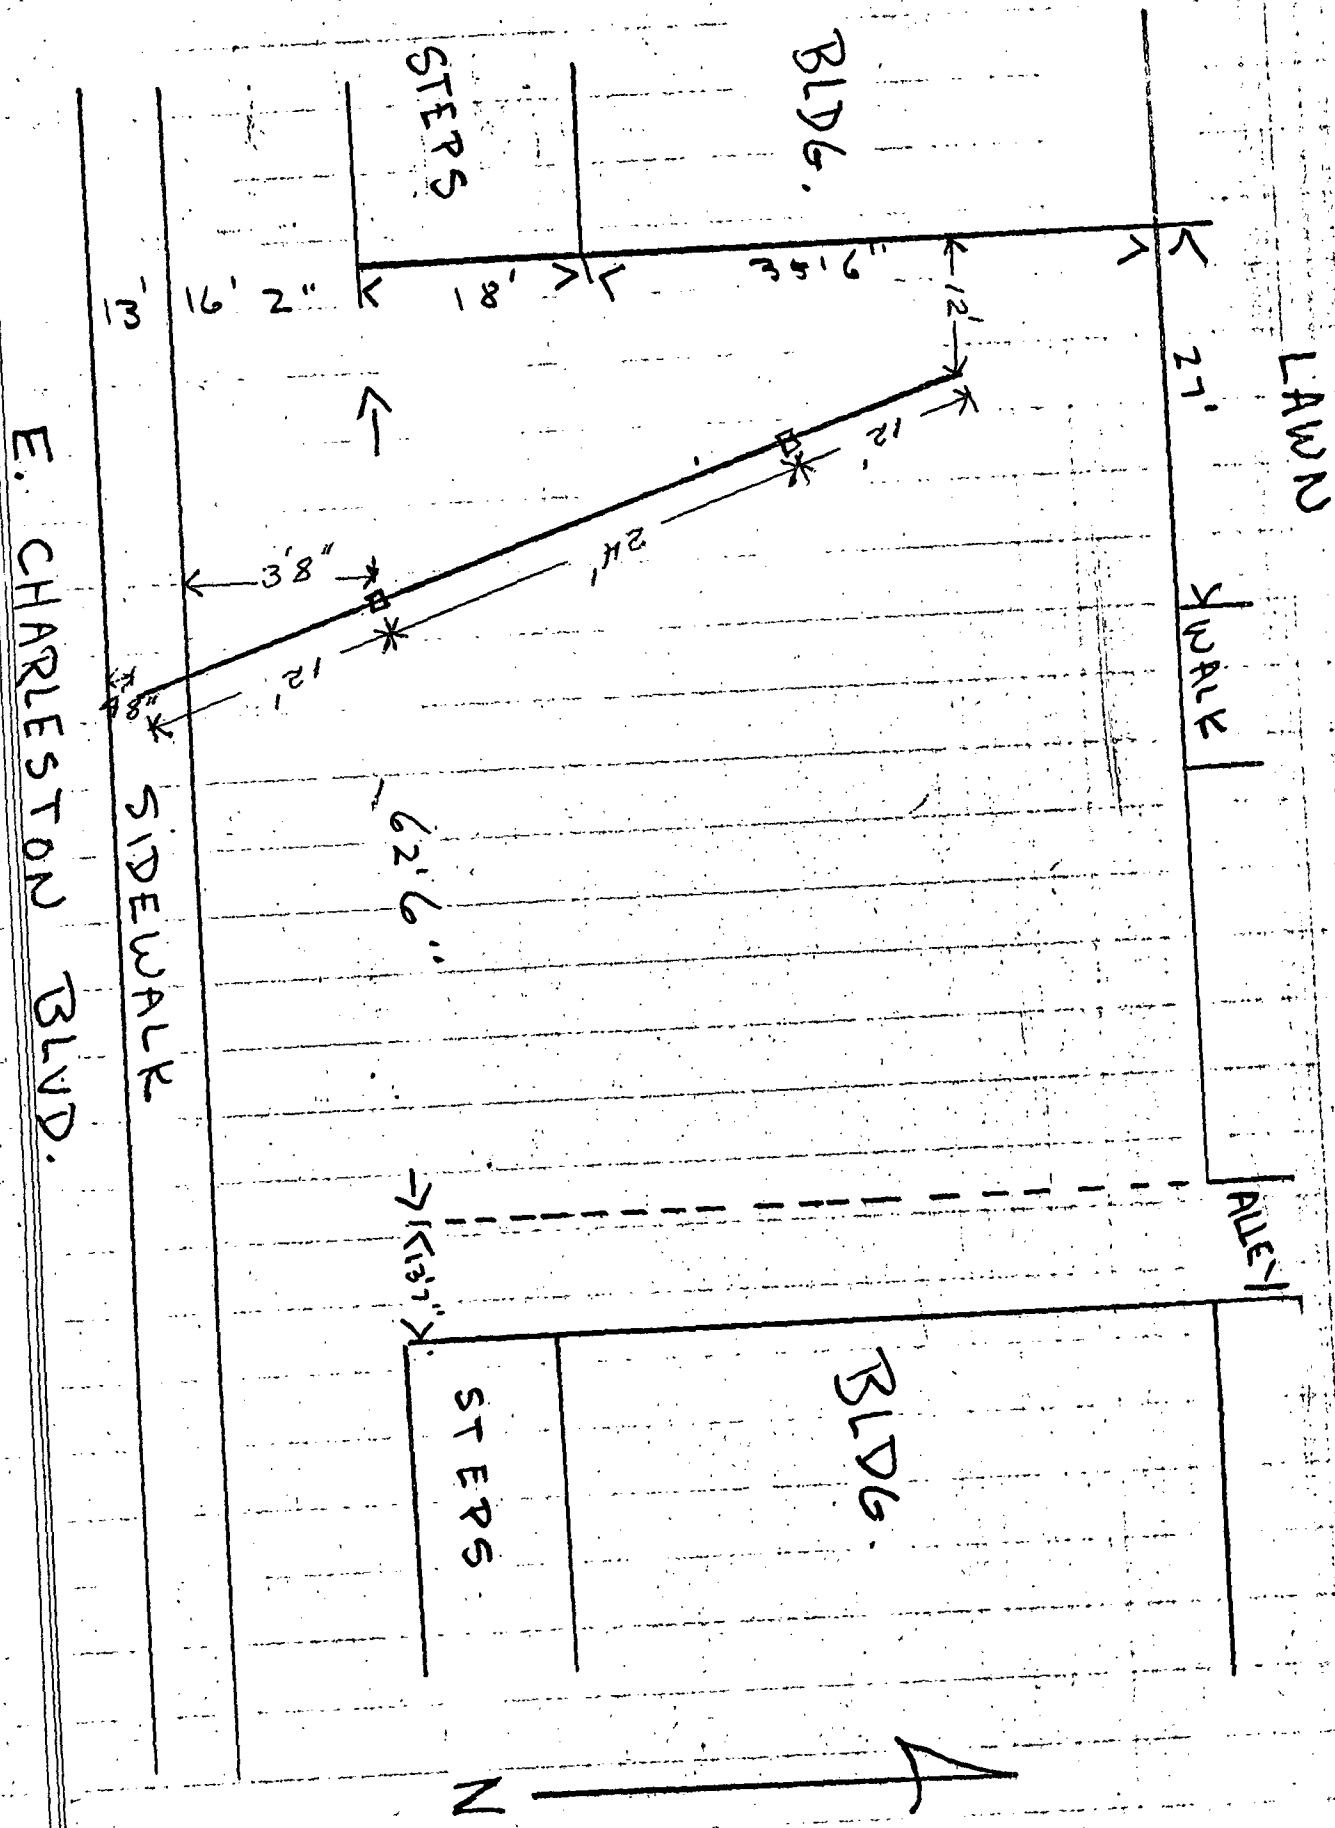 LAWN
27'
WALK
ALLEY
BLDG.
35'6"
12'
12'
24'
12'
STEPS
18'
16' 2"
13'
3'8"
48"
62'6"
13'7"
BLDG.
STEPS
SIDEWALK
E. CHARLESTON BLVD.
N